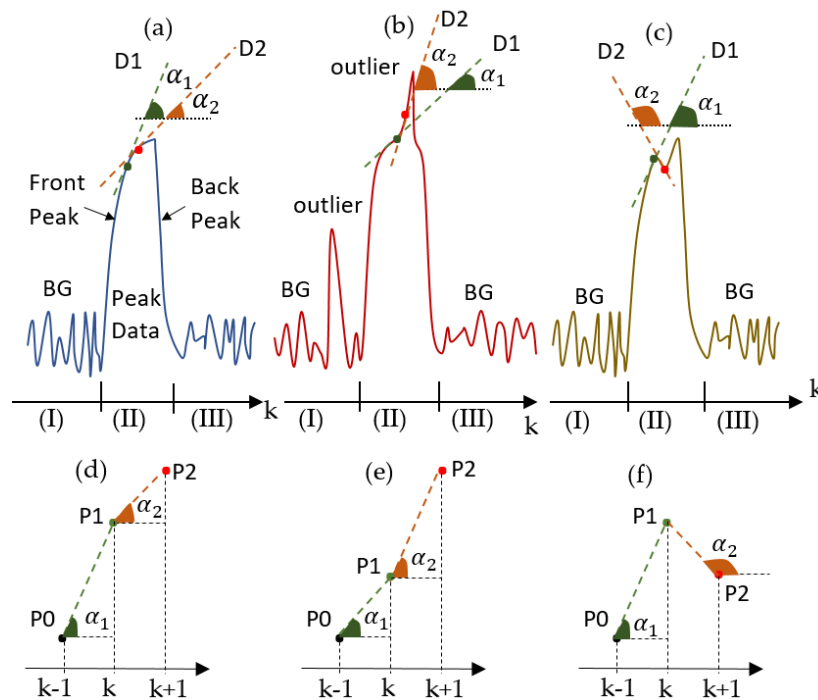 (a)
D1
D2
α1
α2
Front
Peak
Back
Peak
BG
Peak
Data
BG
(I)
(II)
(III)
k
(b)
D2
D1
outlier
α2
α1
outlier
BG
BG
(I)
(II)
(III)
k
(c)
D2
D1
α2
α1
BG
BG
(I)
(II)
(III)
k
(d)
P2
P1
α2
P0
α1
k-1
k
k+1
(e)
P2
P1
α2
P0
α1
k-1
k
k+1
(f)
P1
α2
P2
P0
α1
k-1
k
k+1